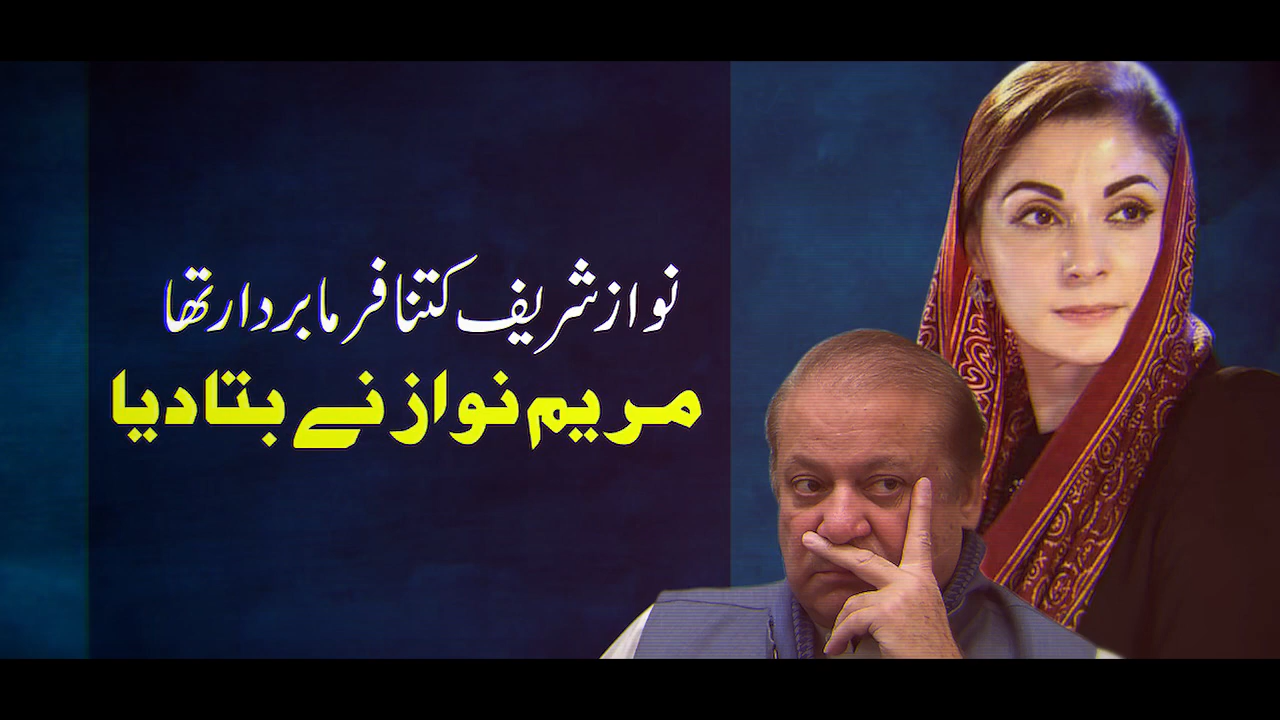 نواز شریف کتنا فرمابردار تھا
مریم نواز نے بتا دیا